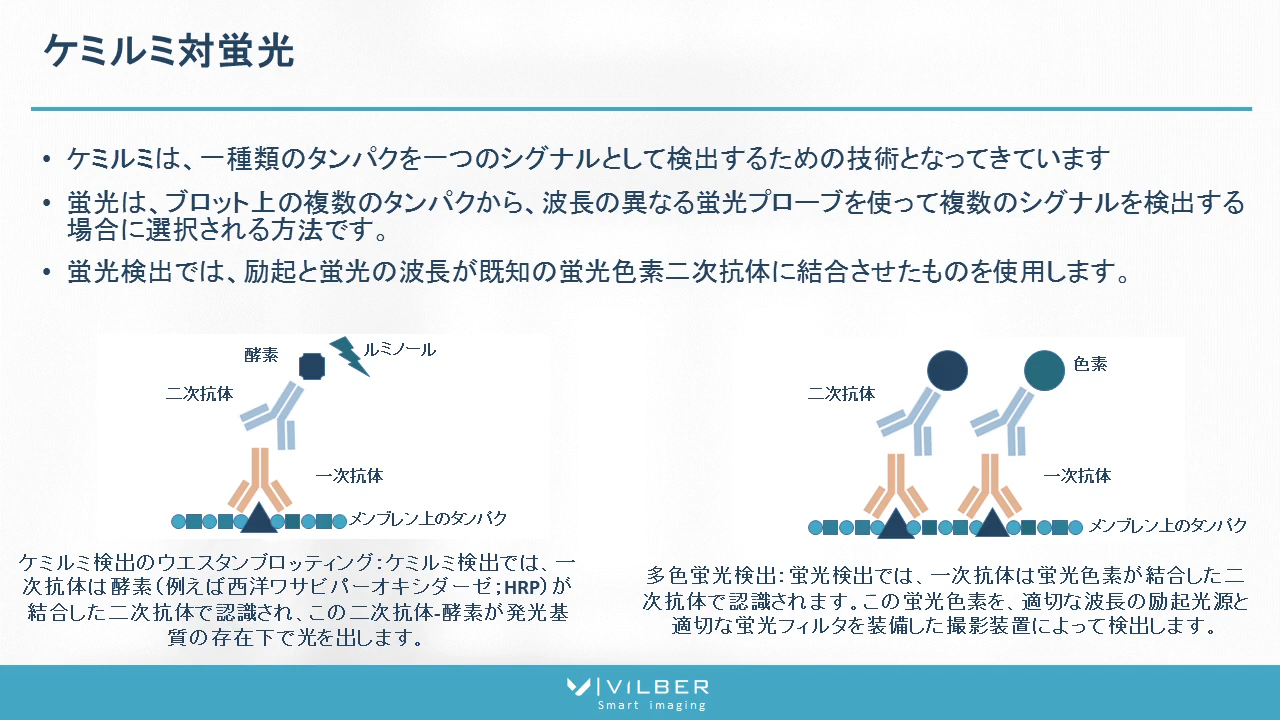 ケミルミ対蛍光
• ケミルミは、一種類のタンパクを一つのシグナルとして検出するための技術となってきています
• 蛍光は、ブロット上の複数のタンパクから、波長の異なる蛍光プローブを使って複数のシグナルを検出する
場合に選択される方法です。
• 蛍光検出では、励起と蛍光の波長が既知の蛍光色素二次抗体に結合させたものを使用します。
酵素
ルミノール
二次抗体
一次抗体
メンブレン上のタンパク
ケミルミ検出のウエスタンブロッティング：ケミルミ検出では、一
次抗体は酵素（例えば西洋ワサビパーオキシダーゼ；HRP）が
結合した二次抗体で認識され、この二次抗体-酵素が発光基
質の存在下で光を出します。
色素
二次抗体
一次抗体
メンブレン上のタンパク
多色蛍光検出：蛍光検出では、一次抗体は蛍光色素が結合した二
次抗体で認識されます。この蛍光色素を、適切な波長の励起光源と
適切な蛍光フィルタを装備した撮影装置によって検出します。
VILBER
Smart imaging